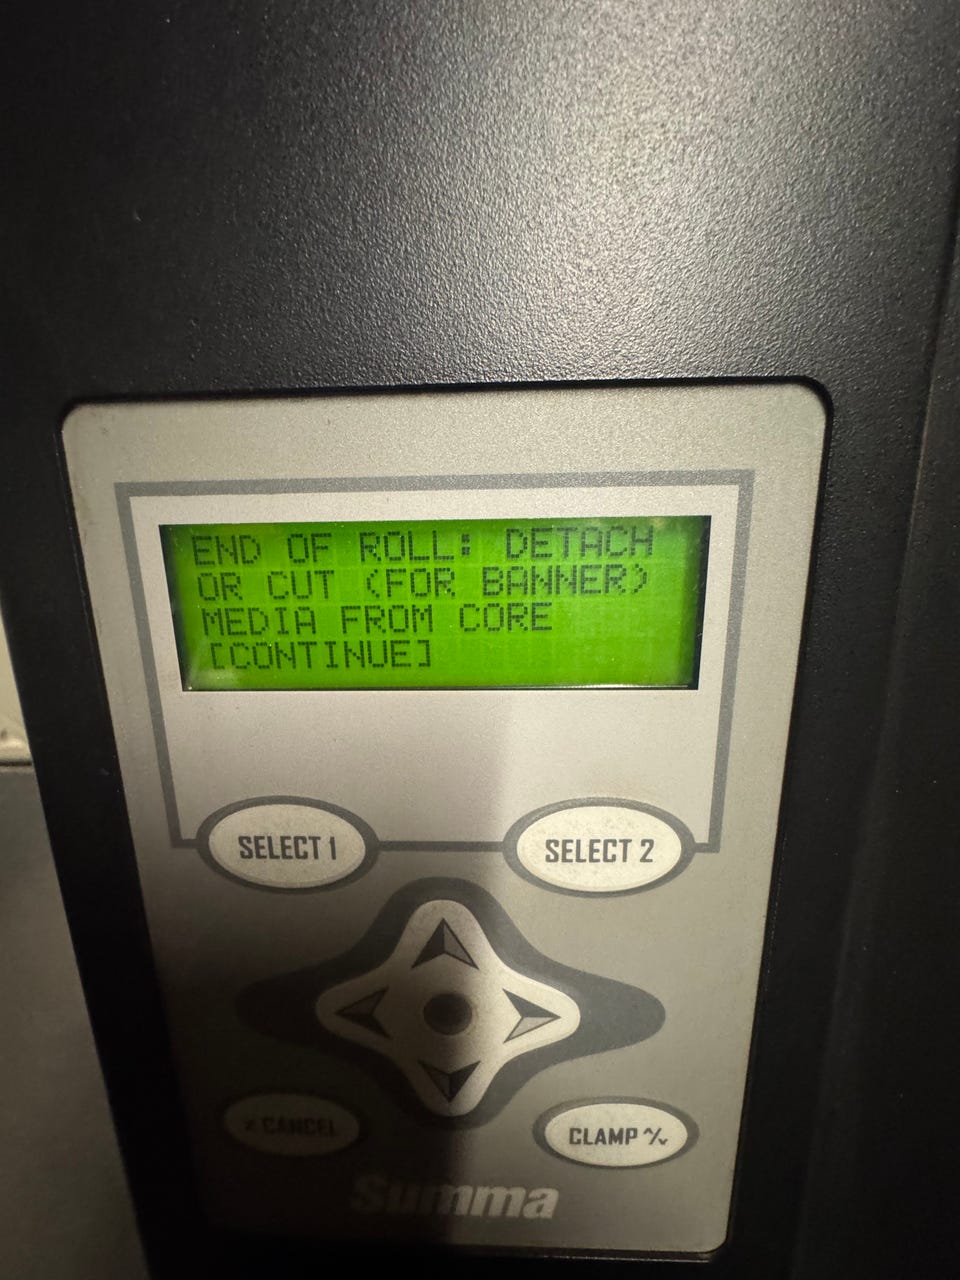 END OF ROLL: DETACH
OR CUT (FOR BANNER)
MEDIA FROM CORE
[CONTINUE]
SELECT 1
SELECT 2
CANCEL
CLAMP
Summa